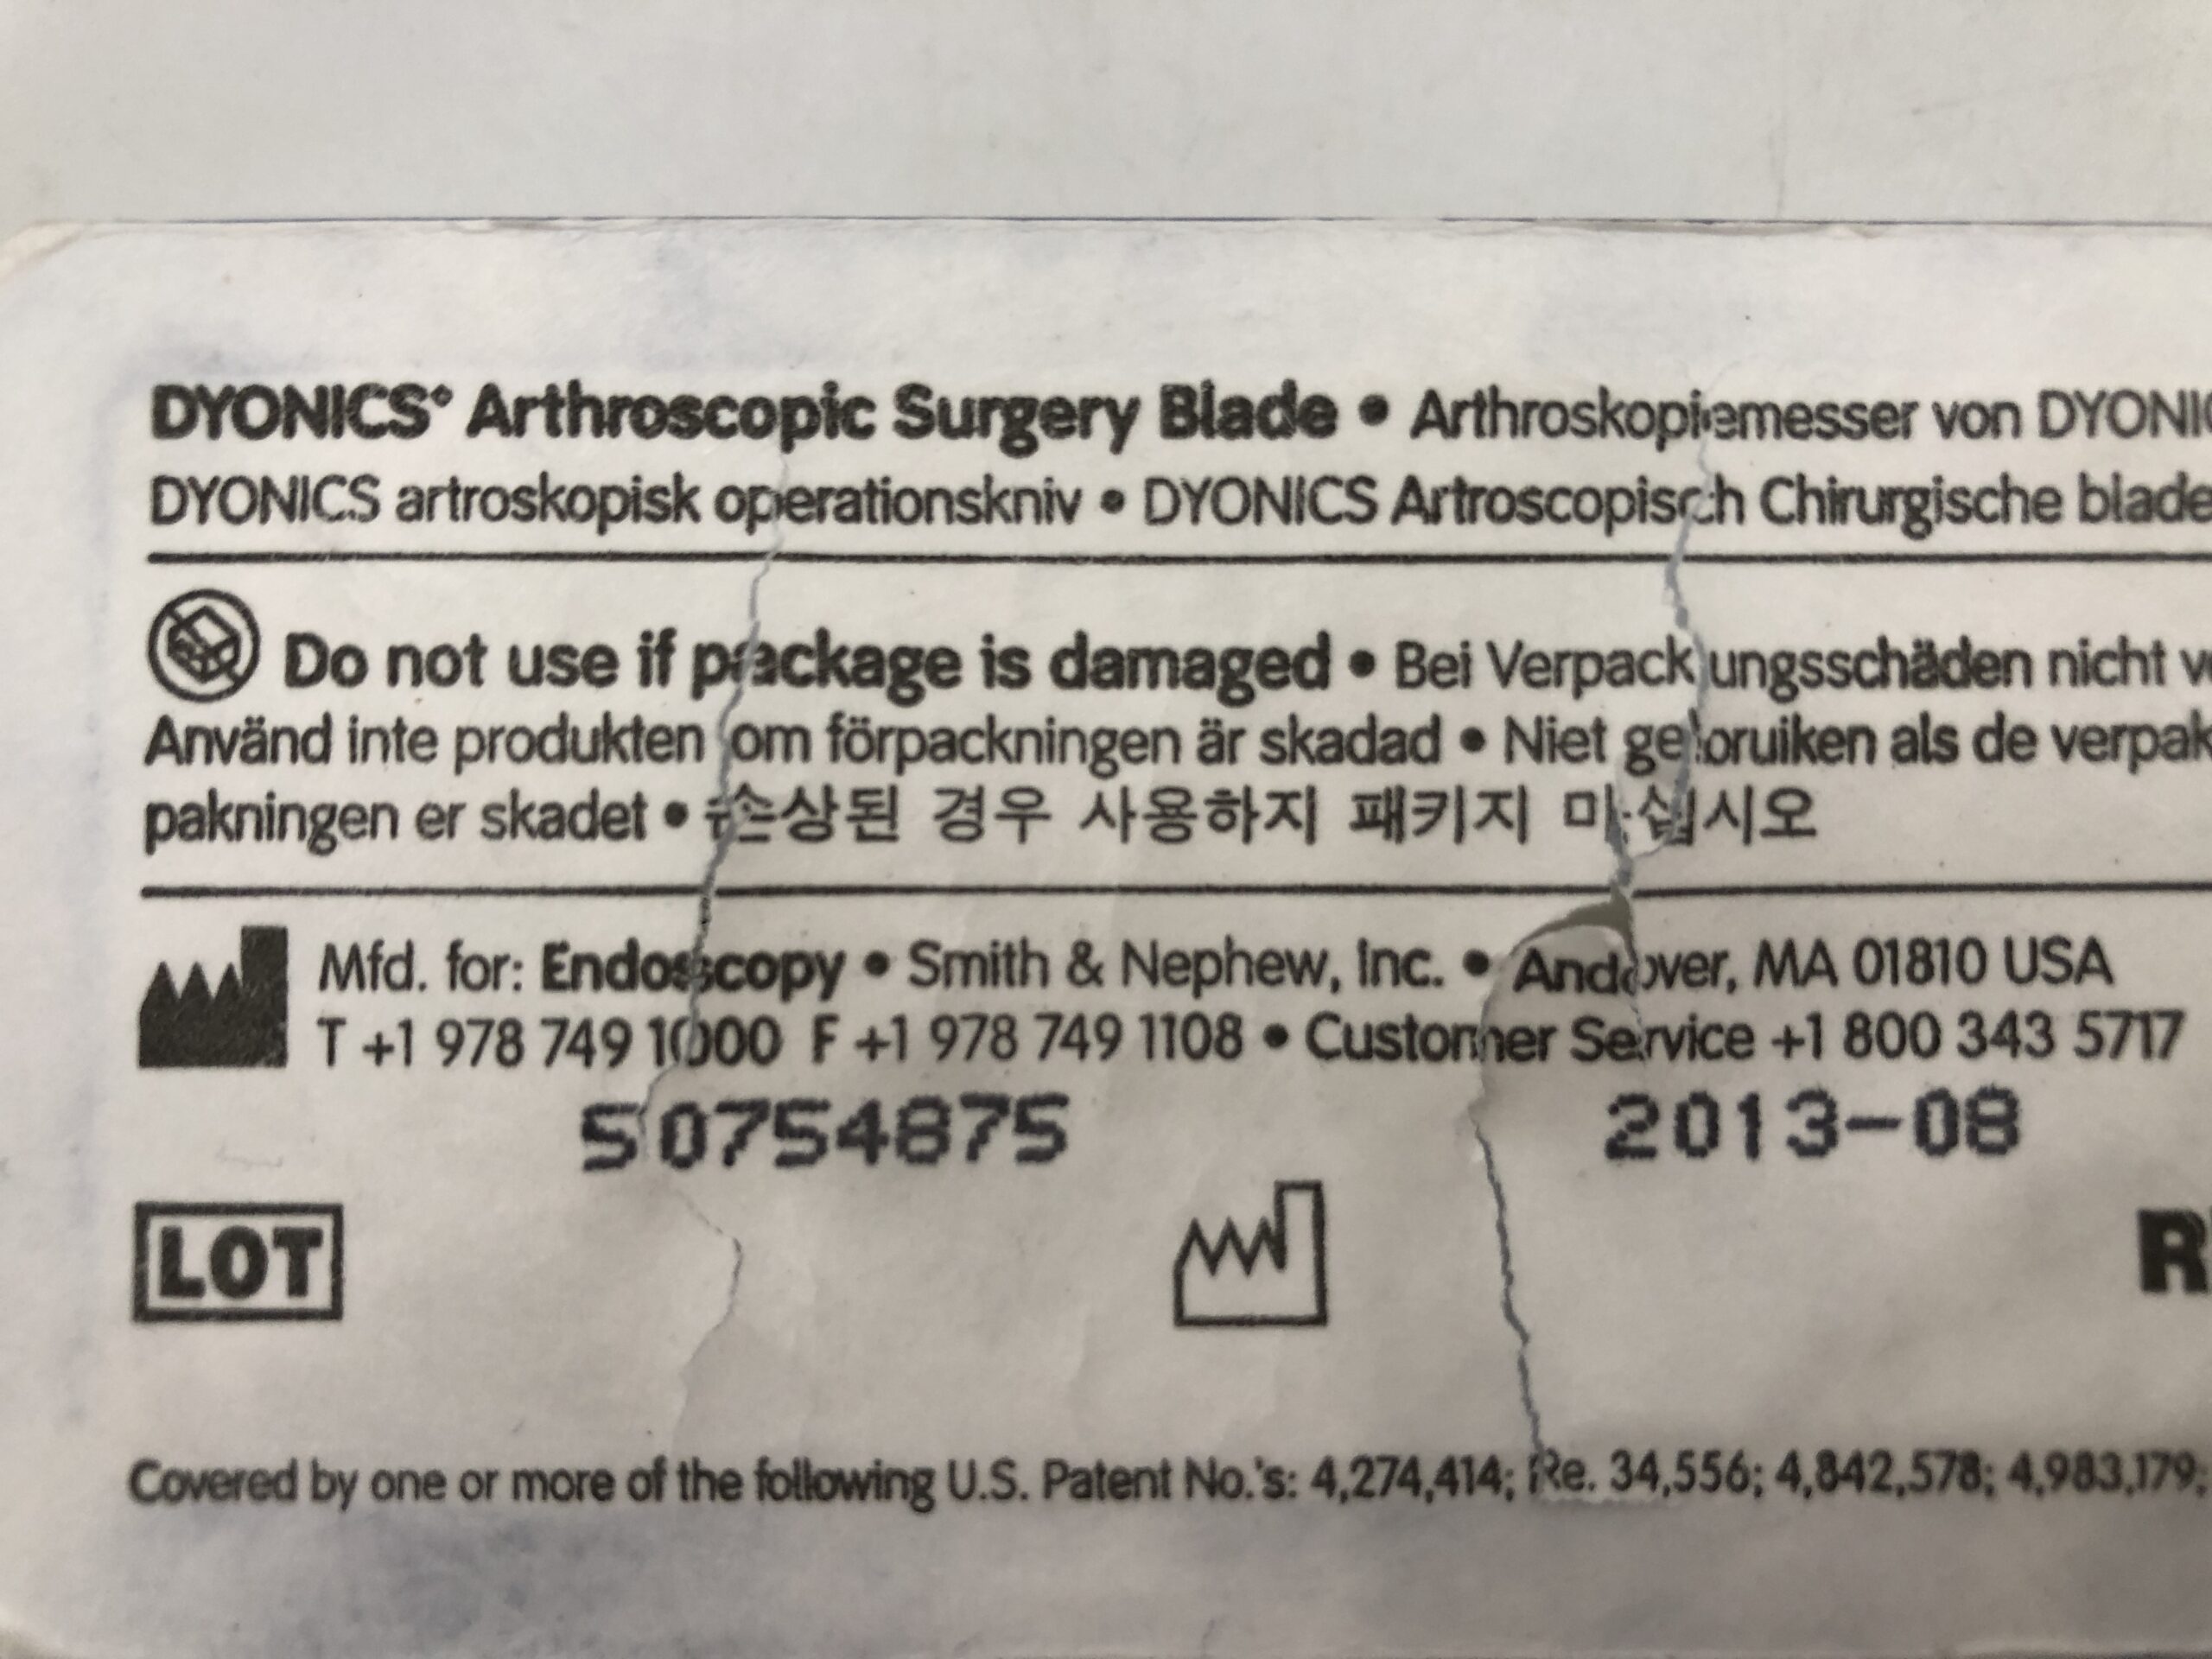 DYONICS° Arthroscopic Surgery Blade • Arthroskopiemesser von DYONIC
DYONICS artroskopisk operationskniv • DYONICS Artroscopisch Chirurgische blade
Do not use if package is damaged • Bei Verpackungsschäden nicht
Använd inte produkten om förpackningen är skadad • Niet gebruiken als de verpak
pakningen er skadet • 손상된 경우 사용하지 패키지 마십시오
Mfd. for: Endoscopy • Smith & Nephew, Inc. • Andover, MA 01810 USA
T +1 978 749 1000 F +1 978 749 1108 • Customer Service +1 800 343 5717
50754875 2013-08
LOT
Covered by one or more of the following U.S. Patent No.'s: 4,274,414; Re. 34,556; 4,842,578; 4,983,179;